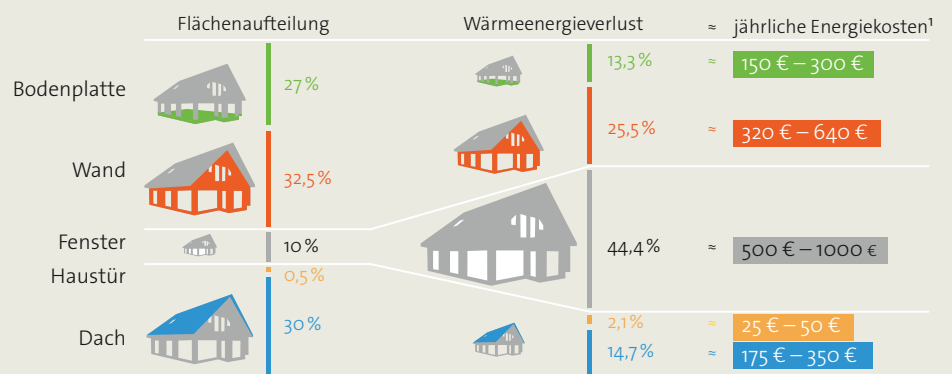 Flächenaufteilung Wärmeenergieverlust ≈ jährliche Energiekosten¹
Bodenplatte 27 % 13,3 % ≈ 150 € – 300 €
Wand 32,5 % 25,5 % ≈ 320 € – 640 €
Fenster 10 % 44,4 % ≈ 500 € – 1000 €
Haustür 0,5 % 2,1 % ≈ 25 € – 50 €
Dach 30 % 14,7 % ≈ 175 € – 350 €